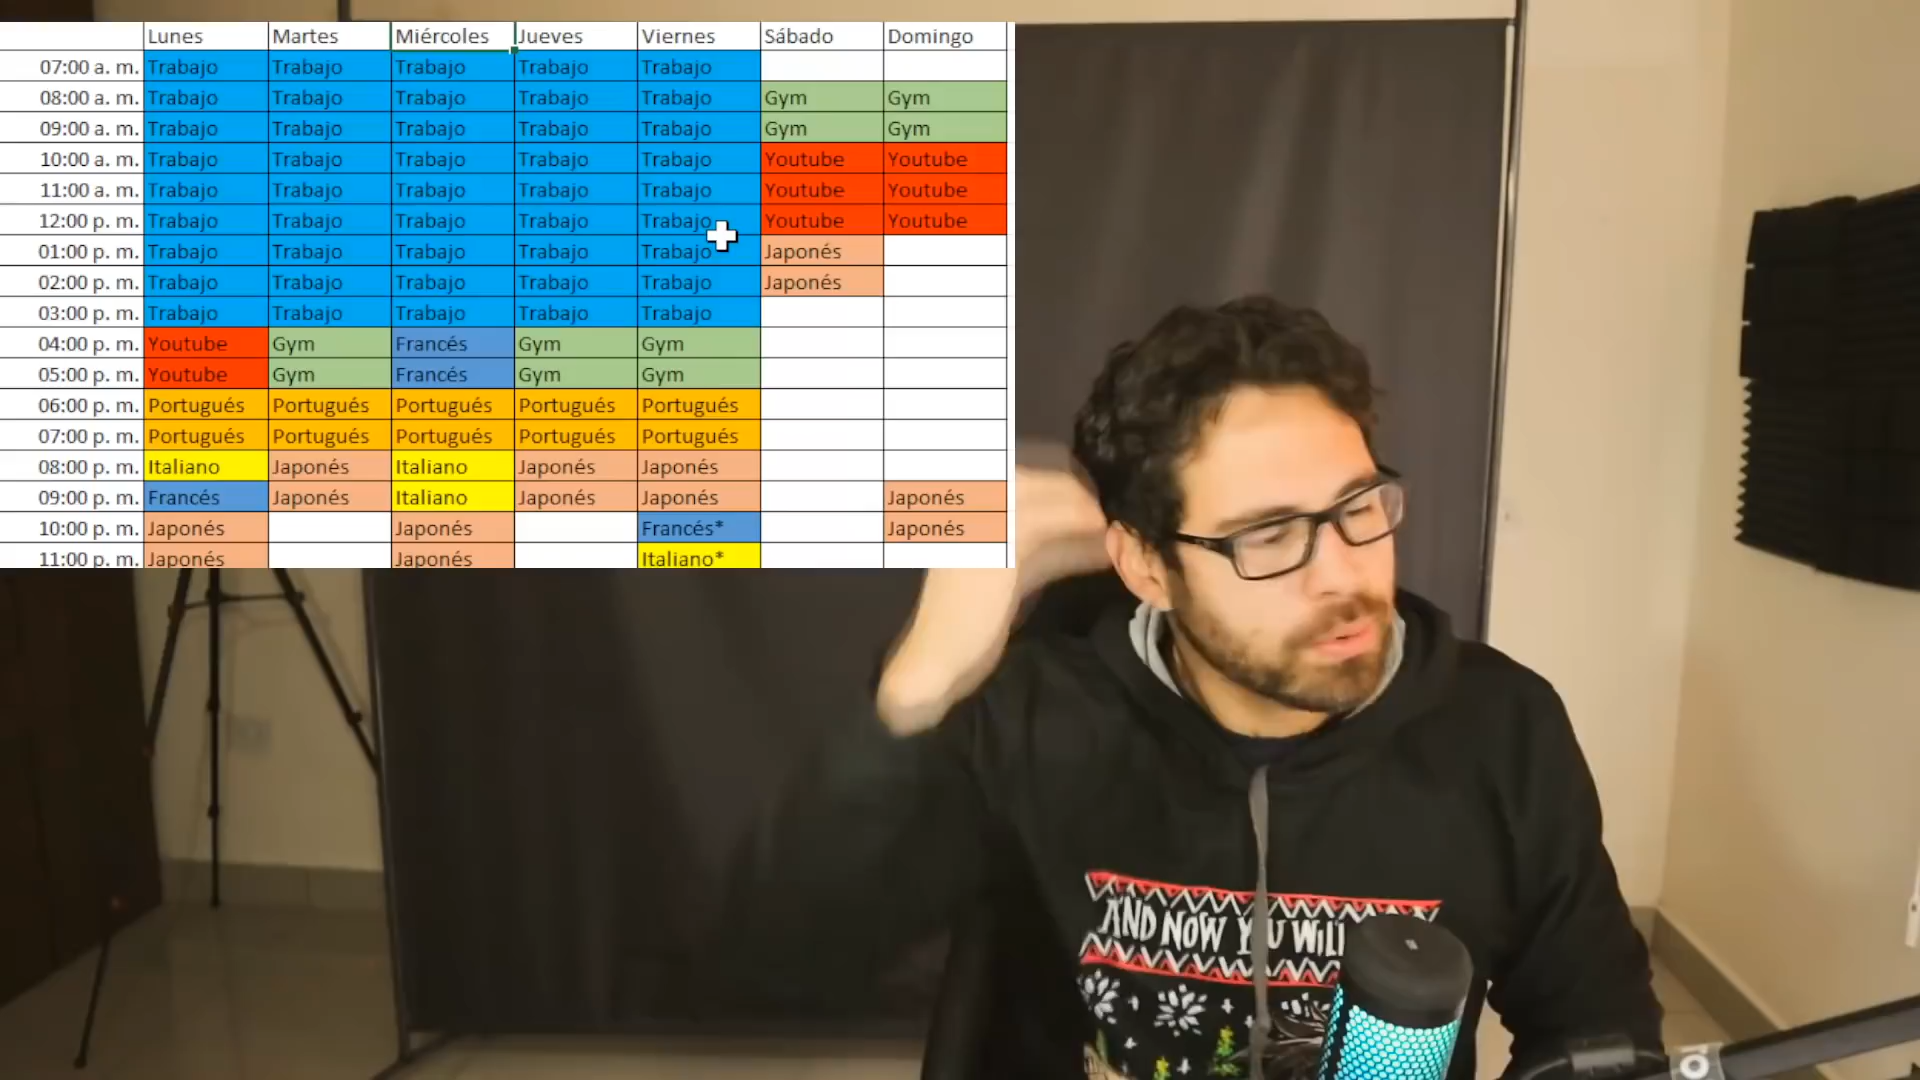 Lunes Martes Miércoles Jueves Viernes Sábado Domingo
07:00 a. m. Trabajo Trabajo Trabajo Trabajo Trabajo
08:00 a. m. Trabajo Trabajo Trabajo Trabajo Trabajo Gym Gym
09:00 a. m. Trabajo Trabajo Trabajo Trabajo Trabajo Gym Gym
10:00 a. m. Trabajo Trabajo Trabajo Trabajo Trabajo Youtube Youtube
11:00 a. m. Trabajo Trabajo Trabajo Trabajo Trabajo Youtube Youtube
12:00 p. m. Trabajo Trabajo Trabajo Trabajo Trabajo Youtube Youtube
01:00 p. m. Trabajo Trabajo Trabajo Trabajo Trabajo Japonés
02:00 p. m. Trabajo Trabajo Trabajo Trabajo Trabajo Japonés
03:00 p. m. Trabajo Trabajo Trabajo Trabajo Trabajo
04:00 p. m. Youtube Gym Francés Gym Gym
05:00 p. m. Youtube Gym Francés Gym Gym
06:00 p. m. Portugués Portugués Portugués Portugués Portugués
07:00 p. m. Portugués Portugués Portugués Portugués Portugués
08:00 p. m. Italiano Japonés Italiano Japonés Japonés
09:00 p. m. Francés Japonés Italiano Japonés Japonés Japonés
10:00 p. m. Japonés Japonés Francés* Japonés
11:00 p. m. Japonés Japonés Italiano*
AND NOW YOU WILL